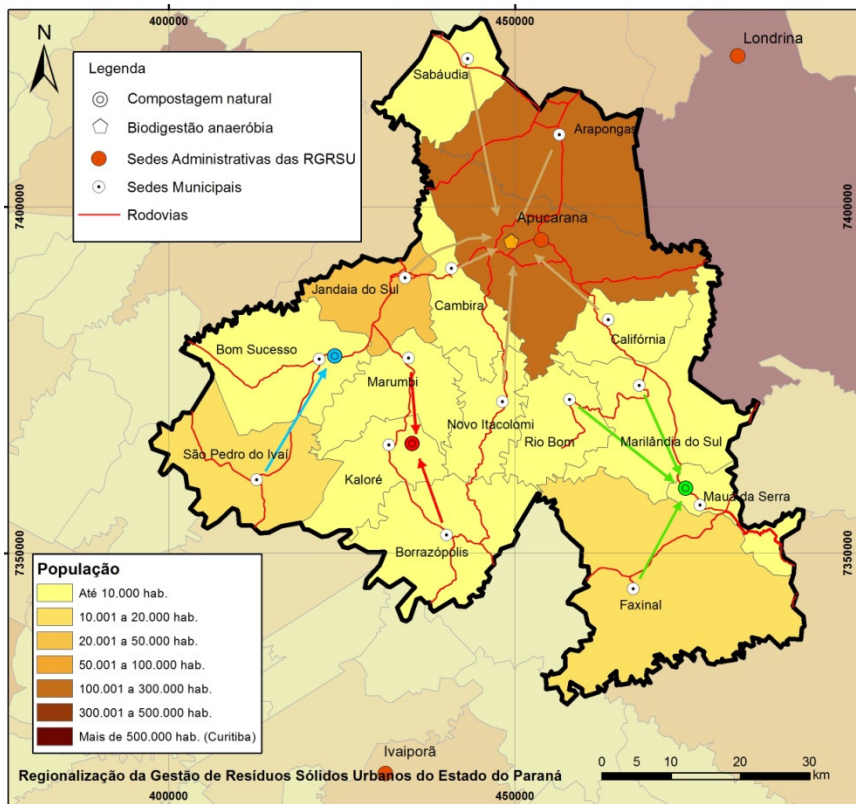 400000
450000
N
Legenda
Compostagem natural
Biodigestão anaeróbia
Sedes Administrativas das RGRSU
Sedes Municipais
Rodovias
Londrina
Sabáudia
Arapongas
7400000
7400000
Apucarana
Jandaia do Sul
Cambira
Califórnia
Bom Sucesso
Marumbi
Novo Itacolomi
Rio Bom
Marilândia do Sul
São Pedro do Ivaí
Kaloré
Mauá da Serra
Borrazópolis
7350000
7350000
Faxinal
População
Até 10.000 hab.
10.001 a 20.000 hab.
20.001 a 50.000 hab.
50.001 a 100.000 hab.
100.001 a 300.000 hab.
300.001 a 500.000 hab.
Mais de 500.000 hab. (Curitiba)
Ivaiporã
Regionalização da Gestão de Resíduos Sólidos Urbanos do Estado do Paraná
0 5 10 20 30
km
400000
450000